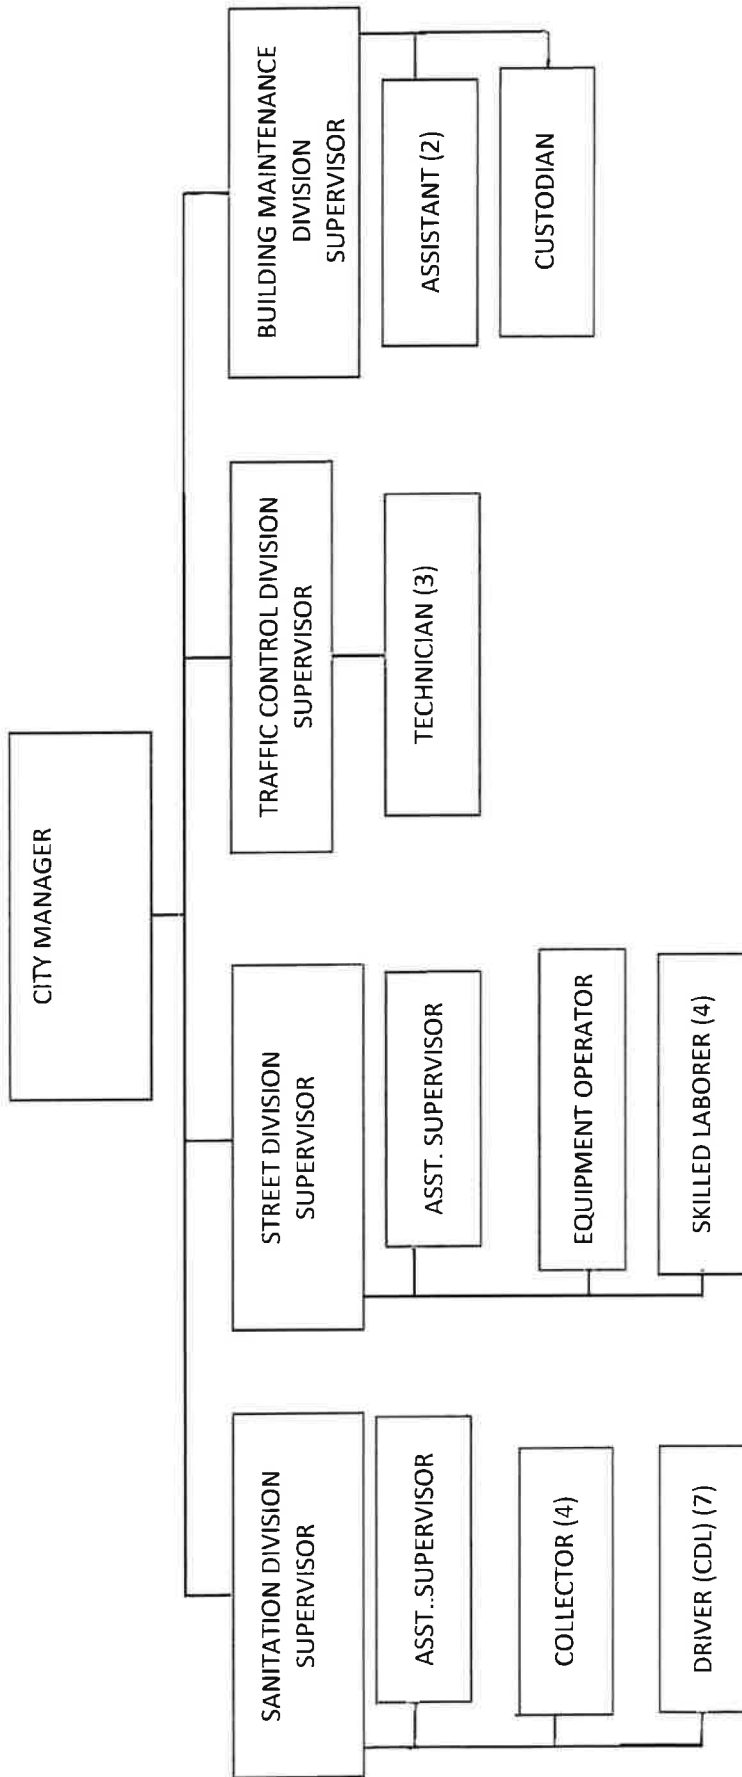 CITY MANAGER
SANITATION DIVISION
SUPERVISOR
ASST..SUPERVISOR
COLLECTOR (4)
DRIVER (CDL) (7)
STREET DIVISION
SUPERVISOR
ASST. SUPERVISOR
EQUIPMENT OPERATOR
SKILLED LABORER (4)
TRAFFIC CONTROL DIVISION
SUPERVISOR
TECHNICIAN (3)
BUILDING MAINTENANCE
DIVISION
SUPERVISOR
ASSISTANT (2)
CUSTODIAN